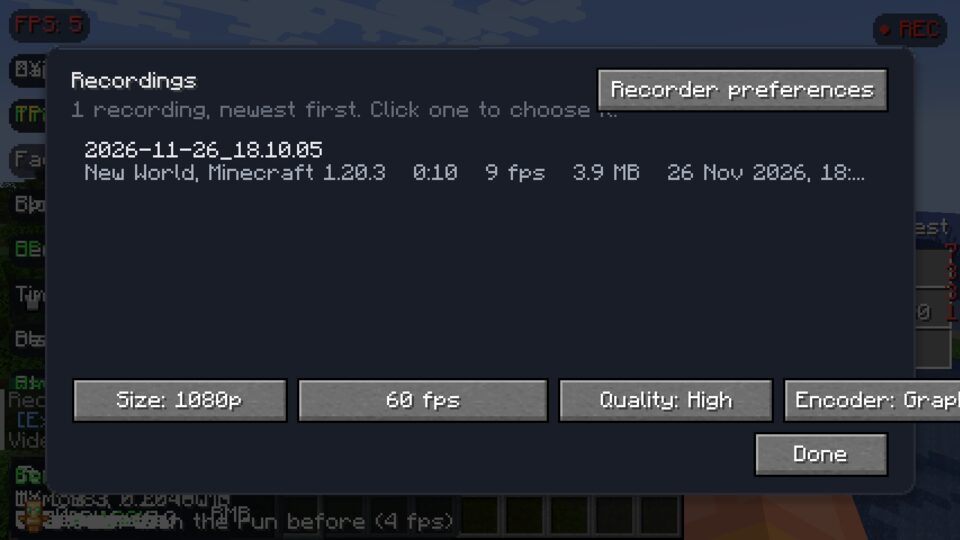 FPS: 5
REC
Recordings
Recorder preferences
1 recording, newest first. Click one to choose
2026-11-26_18.10.05
New World, Minecraft 1.20.3 0:10 9 fps 3.9 MB 26 Nov 2026, 18:...
Size: 1080p
60 fps
Quality: High
Encoder: Grap
Done
before (4 fps)